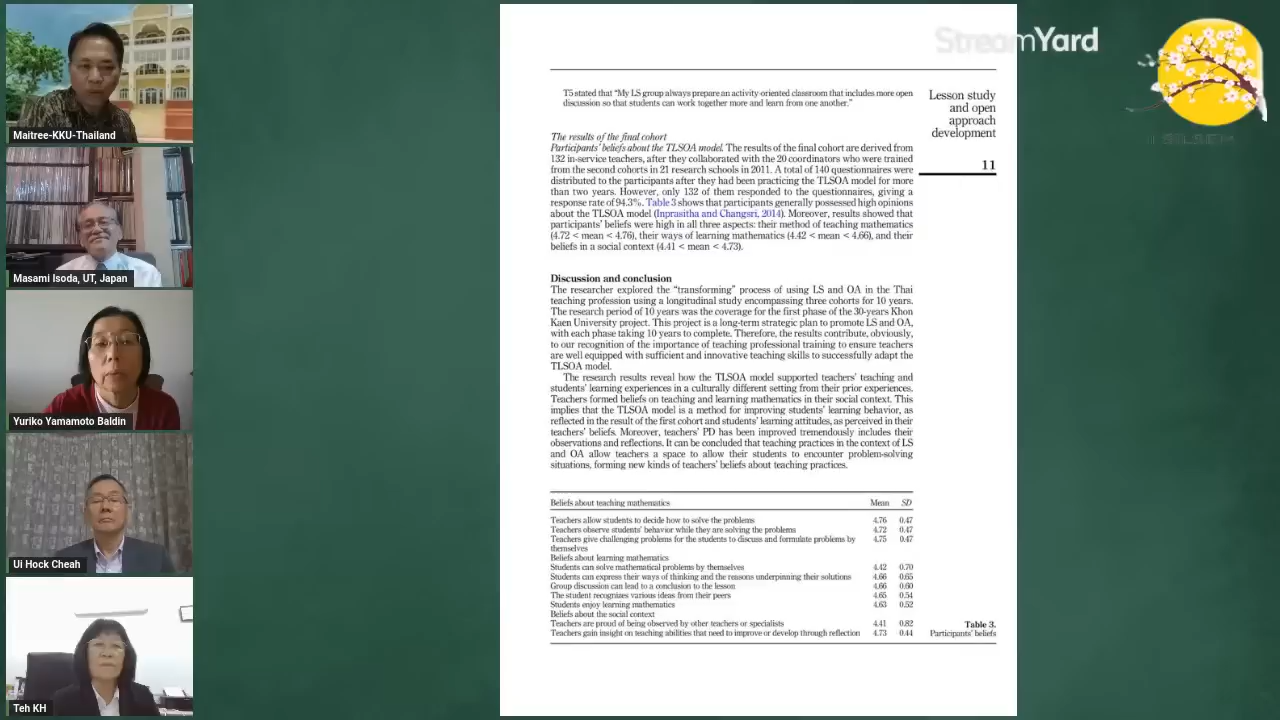 Maitree-KKU-Thailand
Masami Isoda, UT, Japan
Yuriko Yamamoto Baldin
Ui Hock Cheah
Teh KH
StreamYard
T5 stated that “My LS group always prepare an activity-oriented classroom that includes more open
discussion so that students can work together more and learn from one another.”
Lesson study
and open
approach
development
11
The results of the final cohort
Participants’ beliefs about the TLSOA model. The results of the final cohort are derived from
132 in-service teachers, after they collaborated with the 20 coordinators who were trained
from the second cohorts in 21 research schools in 2011. A total of 140 questionnaires were
distributed to the participants after they had been practicing the TLSOA model for more
than two years. However, only 132 of them responded to the questionnaires, giving a
response rate of 94.3%. Table 3 shows that participants generally possessed high opinions
about the TLSOA model (Inprasitha and Changsri, 2014). Moreover, results showed that
participants’ beliefs were high in all three aspects: their method of teaching mathematics
(4.72 < mean < 4.76), their ways of learning mathematics (4.42 < mean < 4.66), and their
beliefs in a social context (4.41 < mean < 4.73).
Discussion and conclusion
The researcher explored the “transforming” process of using LS and OA in the Thai
teaching profession using a longitudinal study encompassing three cohorts for 10 years.
The research period of 10 years was the coverage for the first phase of the 30-years Khon
Kaen University project. This project is a long-term strategic plan to promote LS and OA,
with each phase taking 10 years to complete. Therefore, the results contribute, obviously,
to our recognition of the importance of teaching professional training to ensure teachers
are well equipped with sufficient and innovative teaching skills to successfully adapt the
TLSOA model.
The research results reveal how the TLSOA model supported teachers’ teaching and
students’ learning experiences in a culturally different setting from their prior experiences.
Teachers formed beliefs on teaching and learning mathematics in their social context. This
implies that the TLSOA model is a method for improving students’ learning behavior, as
reflected in the result of the first cohort and students’ learning attitudes, as perceived in their
teachers’ beliefs. Moreover, teachers’ PD has been improved tremendously includes their
observations and reflections. It can be concluded that teaching practices in the context of LS
and OA allow teachers a space to allow their students to encounter problem-solving
situations, forming new kinds of teachers’ beliefs about teaching practices.
Beliefs about teaching mathematics Mean SD
Teachers allow students to decide how to solve the problems 4.76 0.47
Teachers observe students’ behavior while they are solving the problems 4.72 0.47
Teachers give challenging problems for the students to discuss and formulate problems by 4.75 0.47
themselves
Beliefs about learning mathematics
Students can solve mathematical problems by themselves 4.42 0.70
Students can express their ways of thinking and the reasons underpinning their solutions 4.66 0.65
Group discussion can lead to a conclusion to the lesson 4.66 0.60
The student recognizes various ideas from their peers 4.65 0.54
Students enjoy learning mathematics 4.63 0.52
Beliefs about the social context
Teachers are proud of being observed by other teachers or specialists 4.41 0.82
Teachers gain insight on teaching abilities that need to improve or develop through reflection 4.73 0.44
Table 3.
Participants’ beliefs